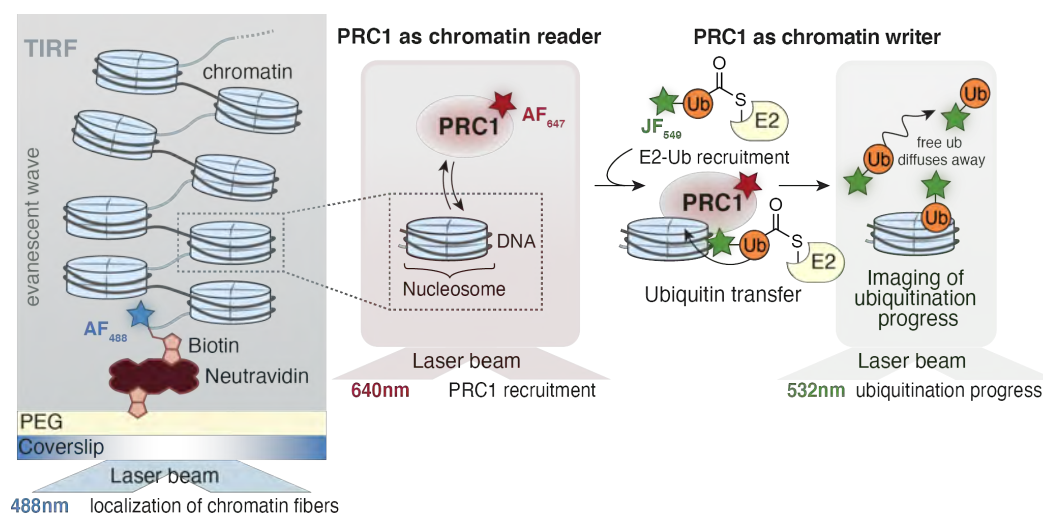 TIRF
chromatin
evanescent wave
AF488
Biotin
Neutravidin
PEG
Coverslip
Laser beam
488nm localization of chromatin fibers
PRC1 as chromatin reader
PRC1
AF647
DNA
Nucleosome
Laser beam
640nm PRC1 recruitment
PRC1 as chromatin writer
O
Ub
S
E2
JF549
E2-Ub recruitment
PRC1
O
Ub
S
E2
Ubiquitin transfer
Ub
Ub
free ub
diffuses away
Ub
Imaging of
ubiquitination
progress
Laser beam
532nm ubiquitination progress